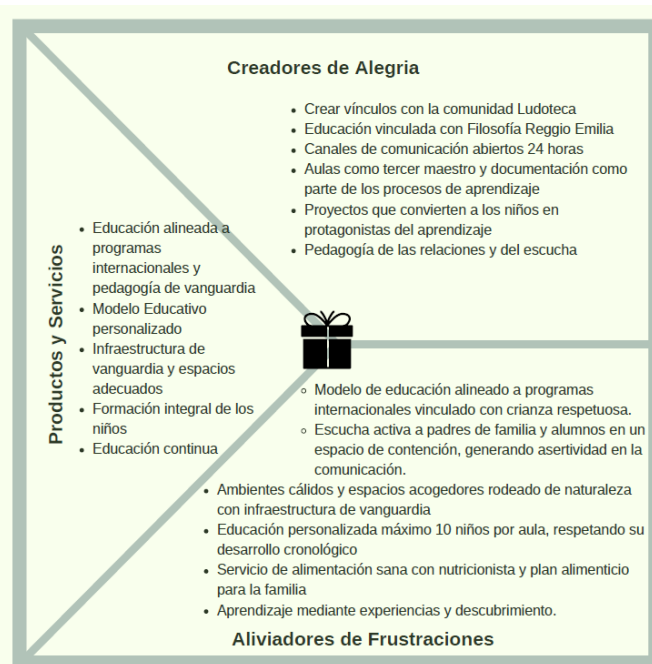 Creadores de Alegria
Crear vínculos con la comunidad Ludoteca
Educación vinculada con Filosofía Reggio Emilia
Canales de comunicación abiertos 24 horas
Aulas como tercer maestro y documentación como
parte de los procesos de aprendizaje
Proyectos que convierten a los niños en
protagonistas del aprendizaje
Pedagogía de las relaciones y del escucha
Productos y Servicios
Educación alineada a
programas
internacionales y
pedagogía de vanguardia
Modelo Educativo
personalizado
Infraestructura de
vanguardia y espacios
adecuados
Formación integral de los
niños
Educación continua
Modelo de educación alineado a programas
internacionales vinculado con crianza respetuosa.
Escucha activa a padres de familia y alumnos en un
espacio de contención, generando asertividad en la
comunicación.
Ambientes cálidos y espacios acogedores rodeado de naturaleza
con infraestructura de vanguardia
Educación personalizada máximo 10 niños por aula, respetando su
desarrollo cronológico
Servicio de alimentación sana con nutricionista y plan alimenticio
para la familia
Aprendizaje mediante experiencias y descubrimiento.
Aliviadores de Frustraciones